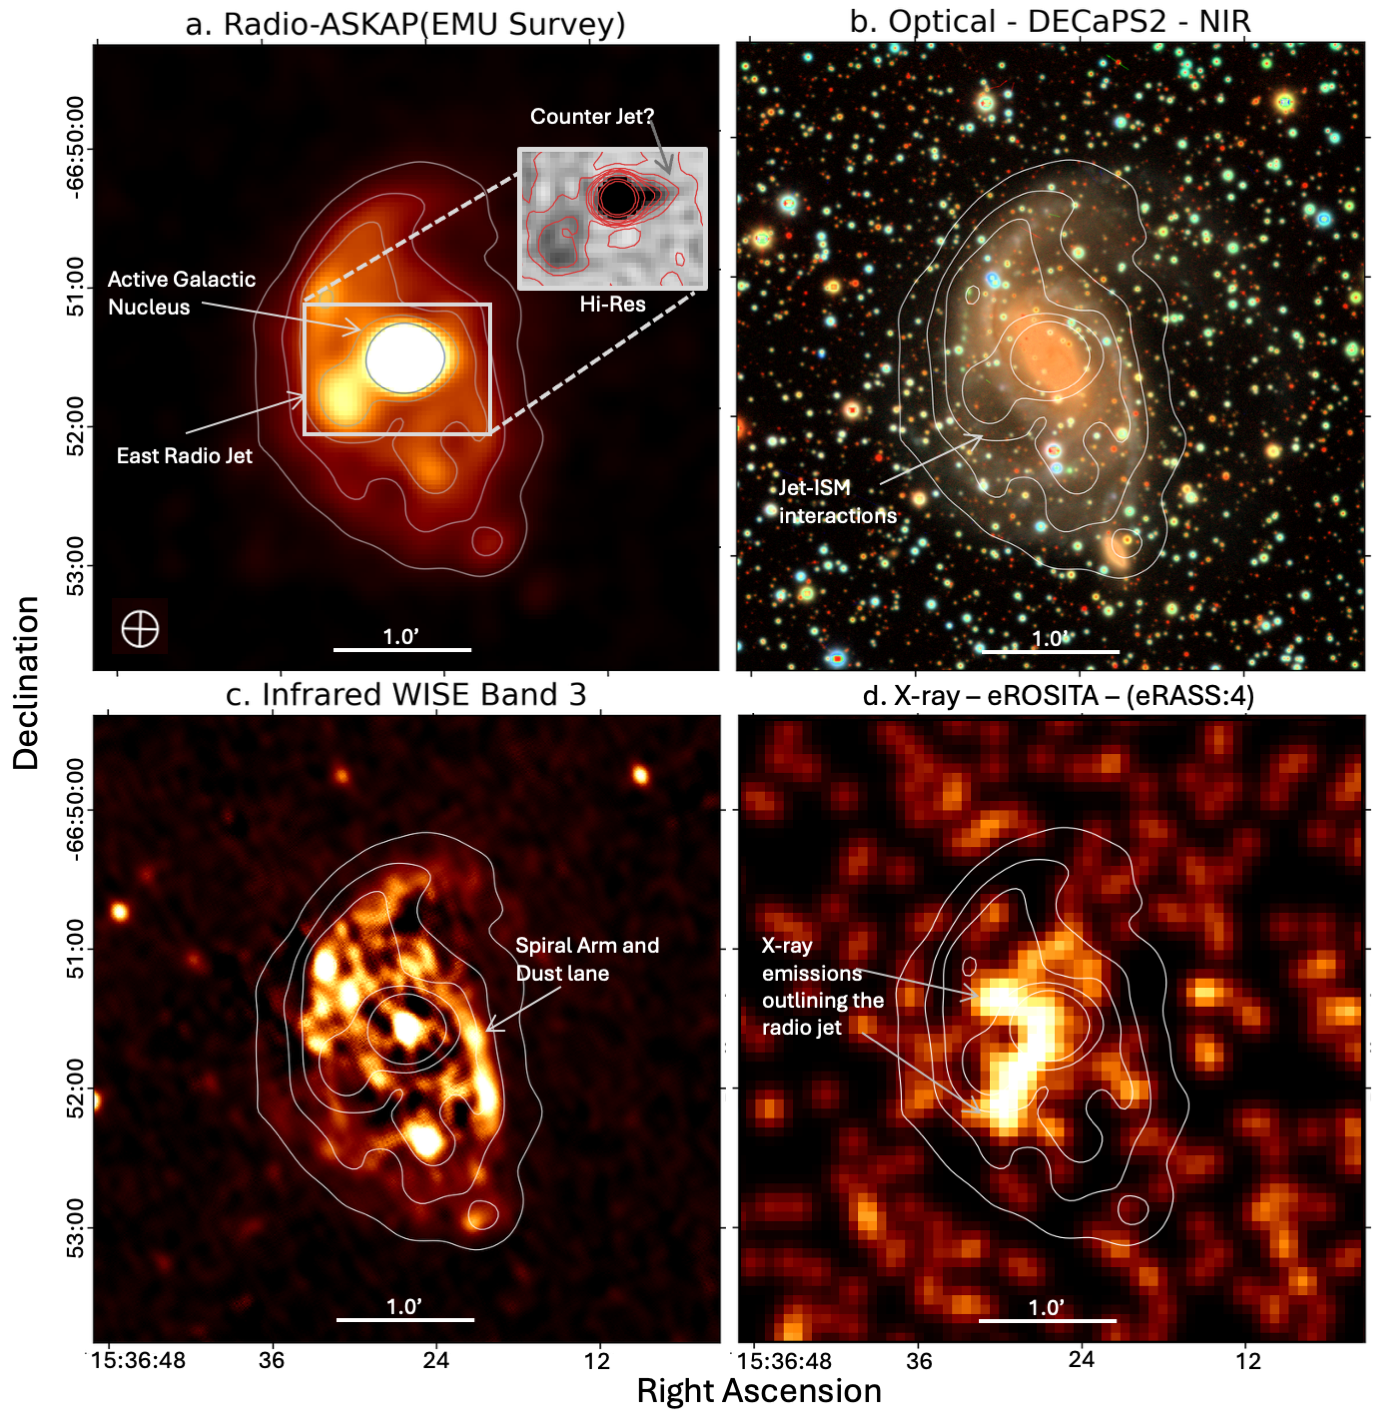 a. Radio-ASKAP(EMU Survey)
Counter Jet?
Hi-Res
Active Galactic
Nucleus
East Radio Jet
1.0’
-66:50:00
51:00
52:00
53:00
b. Optical - DECaPS2 - NIR
Jet-ISM
interactions
1.0’
Declination
c. Infrared WISE Band 3
Spiral Arm and
Dust lane
1.0’
-66:50:00
51:00
52:00
53:00
15:36:48
36
24
12
d. X-ray – eROSITA – (eRASS:4)
X-ray
emissions
outlining the
radio jet
1.0’
15:36:48
36
24
12
Right Ascension